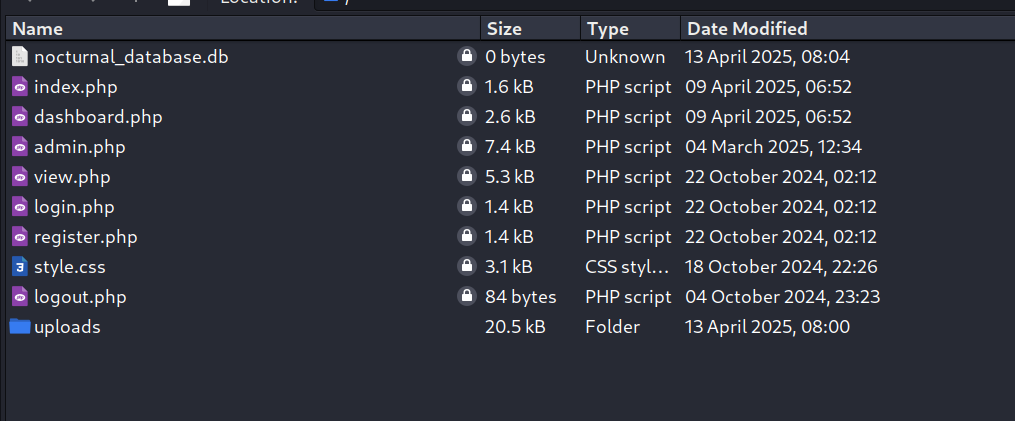 Location: /
Name Size Type Date Modified
nocturnal_database.db 0 bytes Unknown 13 April 2025, 08:04
index.php 1.6 kB PHP script 09 April 2025, 06:52
dashboard.php 2.6 kB PHP script 09 April 2025, 06:52
admin.php 7.4 kB PHP script 04 March 2025, 12:34
view.php 5.3 kB PHP script 22 October 2024, 02:12
login.php 1.4 kB PHP script 22 October 2024, 02:12
register.php 1.4 kB PHP script 22 October 2024, 02:12
style.css 3.1 kB CSS styl... 18 October 2024, 22:26
logout.php 84 bytes PHP script 04 October 2024, 23:23
uploads 20.5 kB Folder 13 April 2025, 08:00